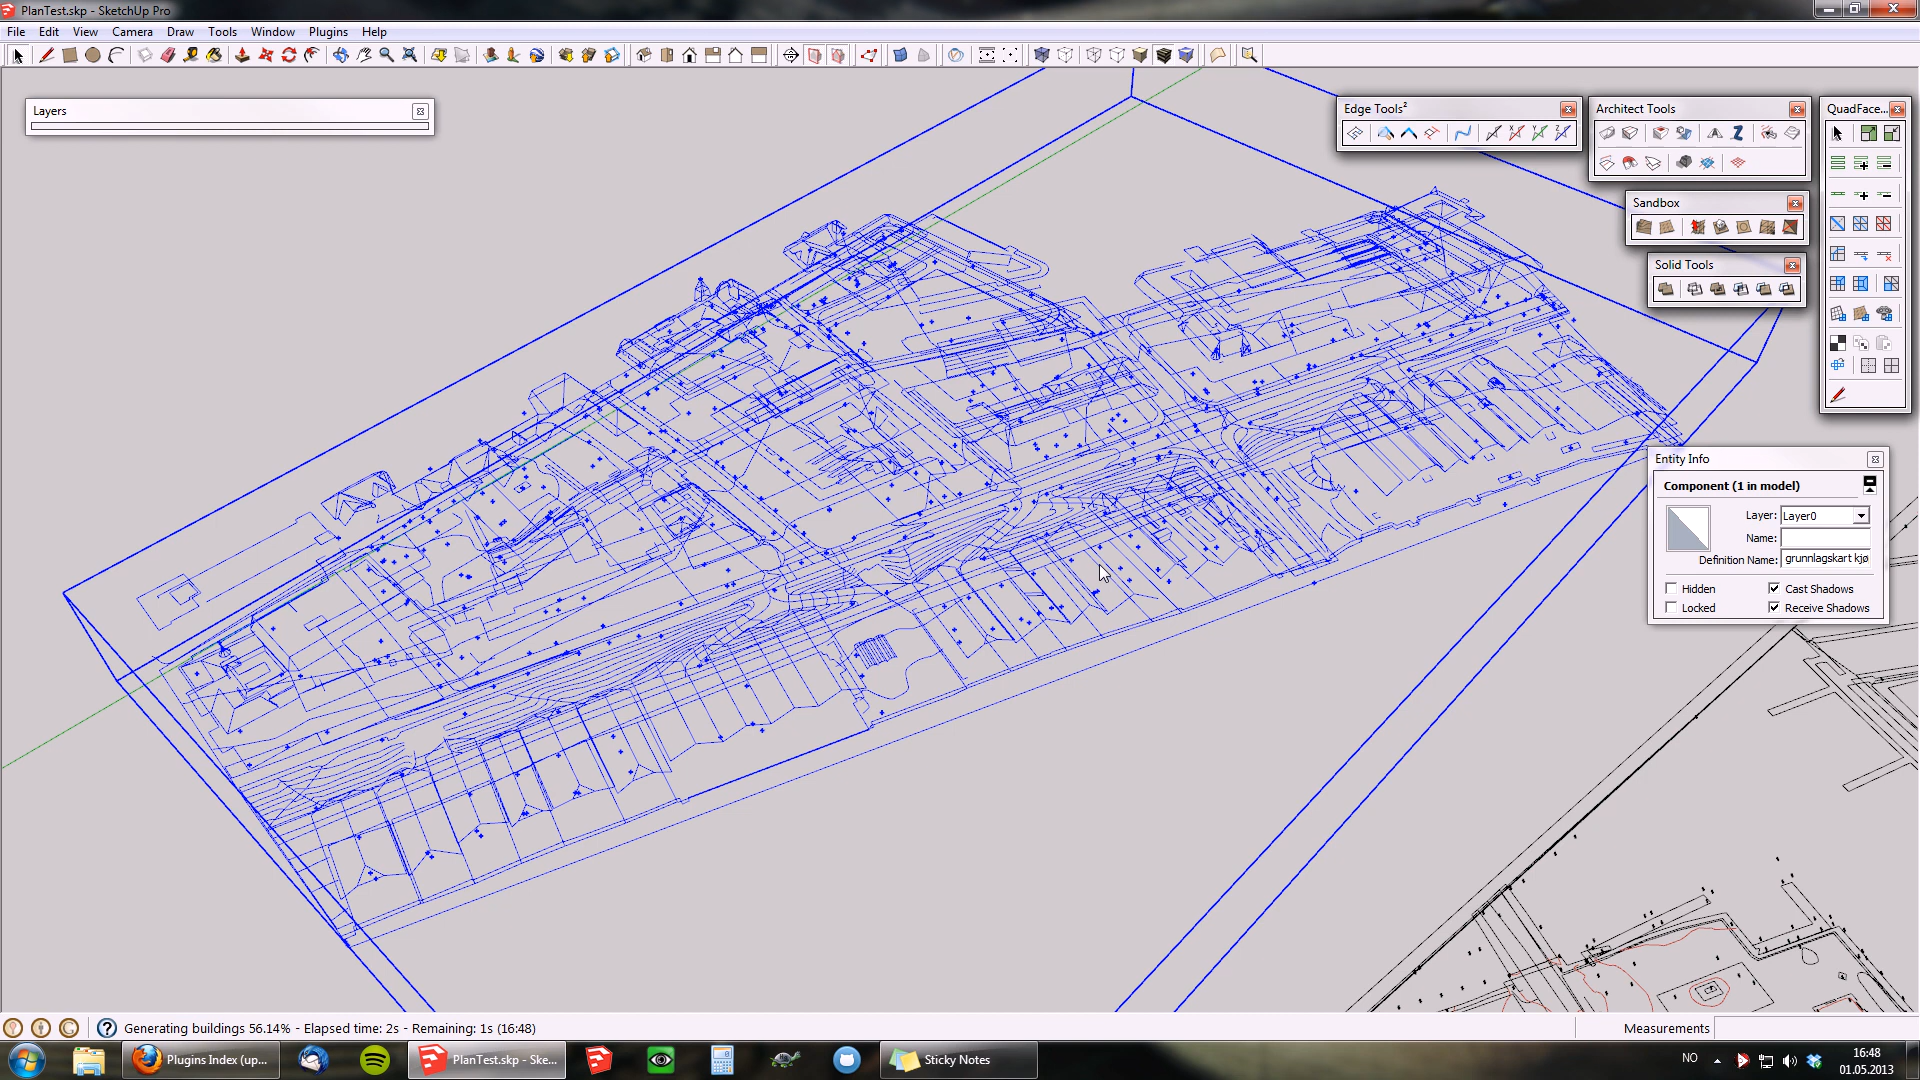 PlanTest.skp - SketchUp Pro
File Edit View Camera Draw Tools Window Plugins Help
Layers
Edge Tools²
Architect Tools
QuadFace...
Sandbox
Solid Tools
Entity Info
Component (1 in model)
Layer: Layer0
Name:
Definition Name: grunnlagskart kjø
Hidden
Cast Shadows
Locked
Receive Shadows
Generating buildings 56.14% - Elapsed time: 2s - Remaining: 1s (16:48)
Measurements
Plugins Index (up...
PlanTest.skp - Ske...
Sticky Notes
NO
16:48
01.05.2013